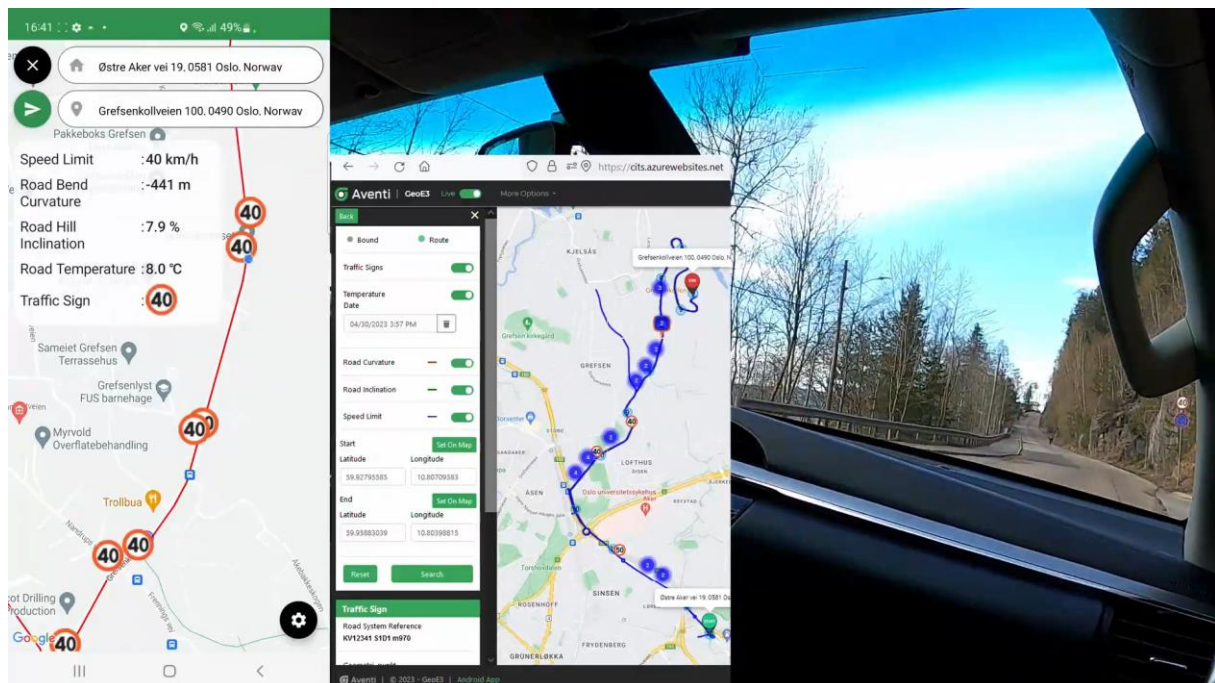 16:41
49%
Østre Aker vei 19, 0581 Oslo, Norway
Grefsenkollveien 100, 0490 Oslo, Norway
Pakkeboks Grefsen
Speed Limit :40 km/h
Road Bend :-441 m
Curvature
Road Hill :7.9 %
Inclination
Road Temperature :8.0 °C
Traffic Sign : 40
40
40
Sameiet Grefsen
Terrassehus
Grefsenlyst
FUS barnehage
40
Myrvold
Overflatebehandling
Trollbua
40
40
Google
40
https://cits.azurewebsites.net
Aventi | GeoE3 Live More Options
Back
Bound Route
Traffic Signs
Temperature
Date
04/30/2023 3:57 PM
Road Curvature
Road Inclination
Speed Limit
Start Set On Map
Latitude Longitude
59.92795585 10.80709383
End Set On Map
Latitude Longitude
59.95883039 10.80398815
Reset Search
Traffic Sign
Road System Reference
KV12341 S1D1 m970
Aventi | © 2023 - GeoE3 | Android App
KJELSÅS
Grefsenkollveien 100, 0490 Oslo, N
Grefsen kirkegård
GREFSEN
40
LOFTHUS
40
ÅSEN
Oslo universitetssykehus
Aker
50
Torshovdalen
SINSEN
Østre Aker vei 19, 0581 Os
ROSENHOFF
FRYDENBERG
GRÜNERLØKKA
40